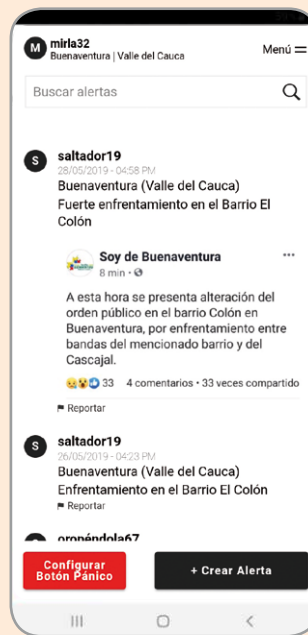 M mirla32
Buenaventura | Valle del Cauca
Menú
Buscar alertas
S saltador19
28/05/2019 - 04:58 PM
Buenaventura (Valle del Cauca)
Fuerte enfrentamiento en el Barrio El
Colón
Soy de Buenaventura
8 min
A esta hora se presenta alteración del
orden público en el barrio Colón en
Buenaventura, por enfrentamiento entre
bandas del mencionado barrio y del
Cascajal.
33 4 comentarios • 33 veces compartido
Reportar
S saltador19
26/05/2019 - 04:23 PM
Buenaventura (Valle del Cauca)
Enfrentamiento en el Barrio El Colón
Reportar
oropéndola67
Configurar
Botón Pánico
+ Crear Alerta